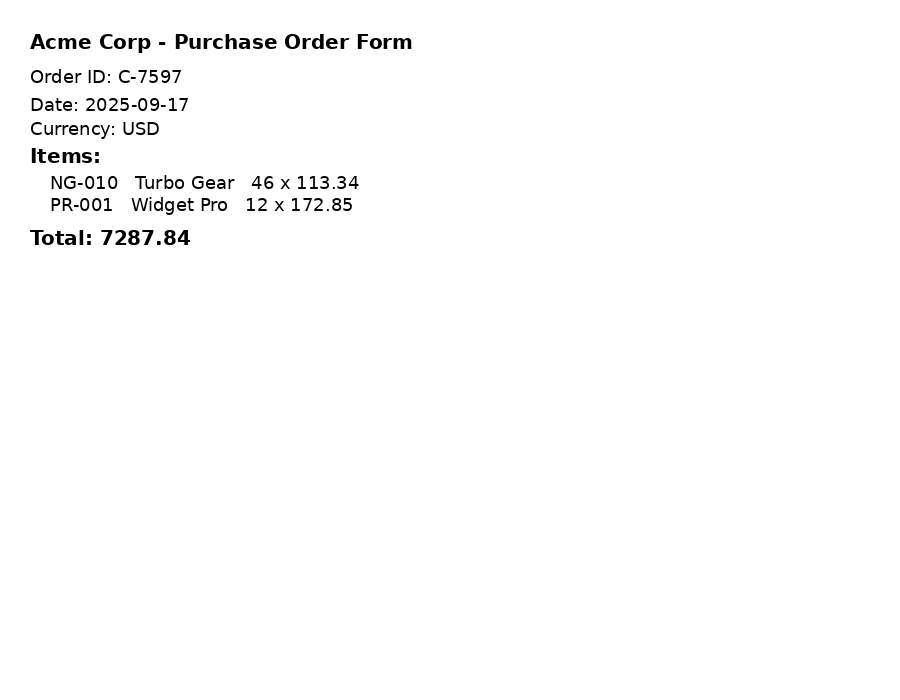 Acme Corp - Purchase Order Form
Order ID: C-7597
Date: 2025-09-17
Currency: USD
Items:
NG-010 Turbo Gear 46 x 113.34
PR-001 Widget Pro 12 x 172.85
Total: 7287.84